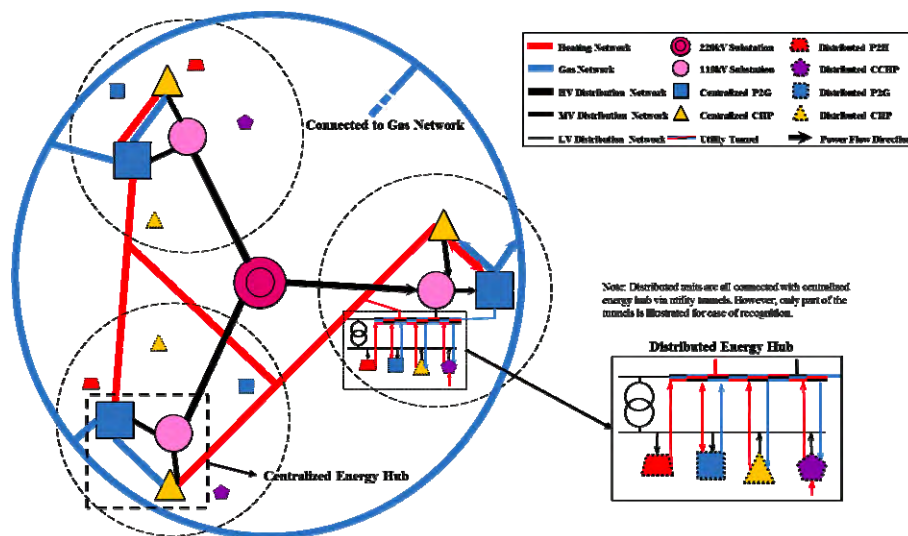 Heating Network
220kV Substation
Distributed P2H
Gas Network
110kV Substation
Distributed CCHP
HV Distribution Network
Centralized P2G
Distributed P2G
MV Distribution Network
Centralized CHP
Distributed CHP
LV Distribution Network
Utility Tunnel
Power Flow Direction
Connected to Gas Network
Note: Distributed units are all connected with centralized
energy hub via utility tunnels. However, only part of the
tunnels is illustrated for ease of recognition.
Distributed Energy Hub
Centralized Energy Hub